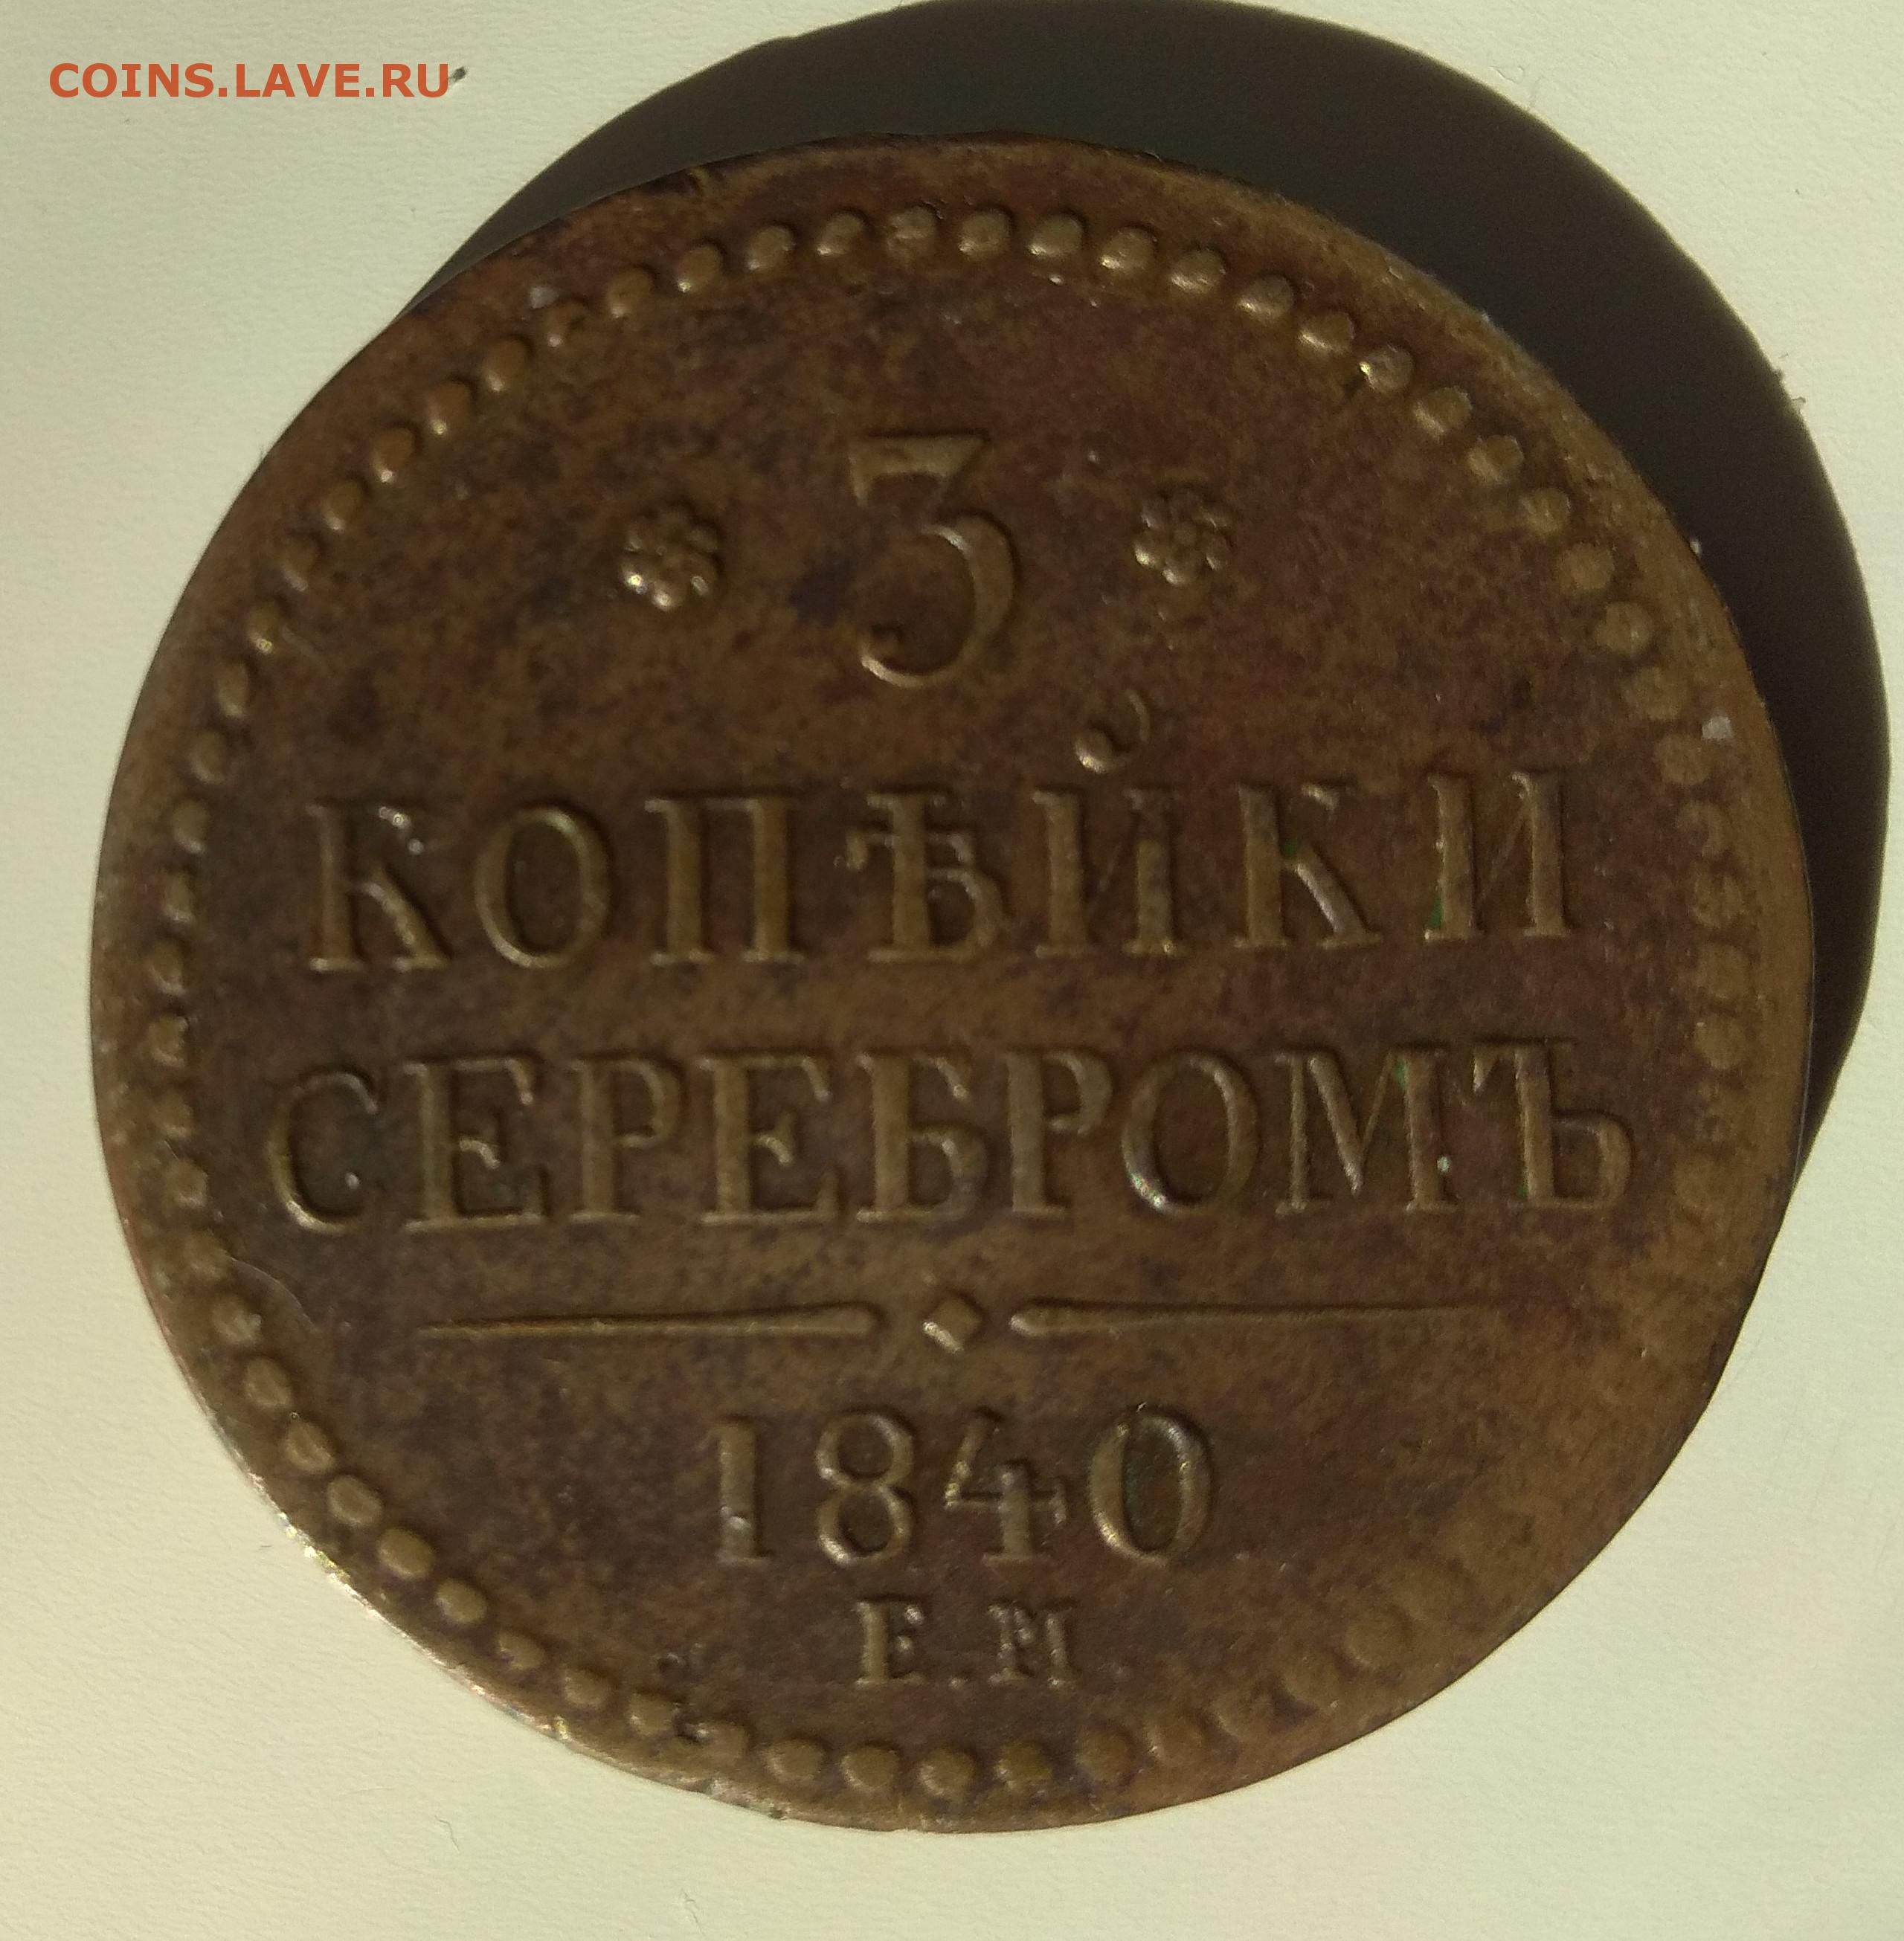 COINS.LAVE.RU
3
КОПѢЙКИ
СЕРЕБРОМЪ
1840
Е.М